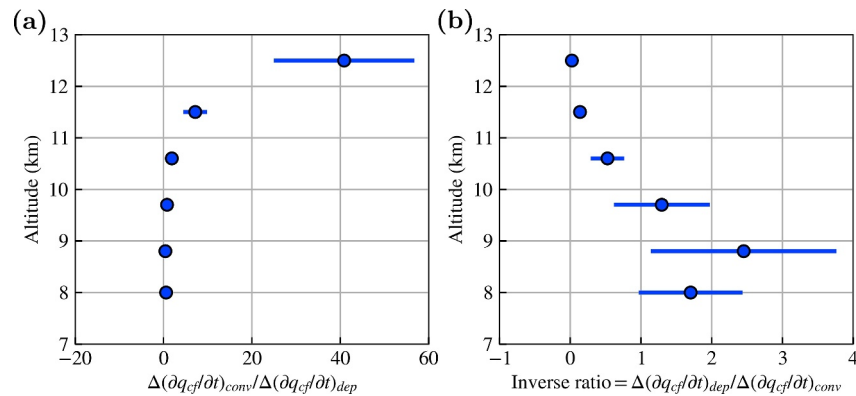 (a)
13
12
11
10
9
8
7
Altitude (km)
−20 0 20 40 60
Δ(∂q_cf/∂t)_conv/Δ(∂q_cf/∂t)_dep
(b)
13
12
11
10
9
8
7
Altitude (km)
−1 0 1 2 3 4
Inverse ratio = Δ(∂q_cf/∂t)_dep/Δ(∂q_cf/∂t)_conv